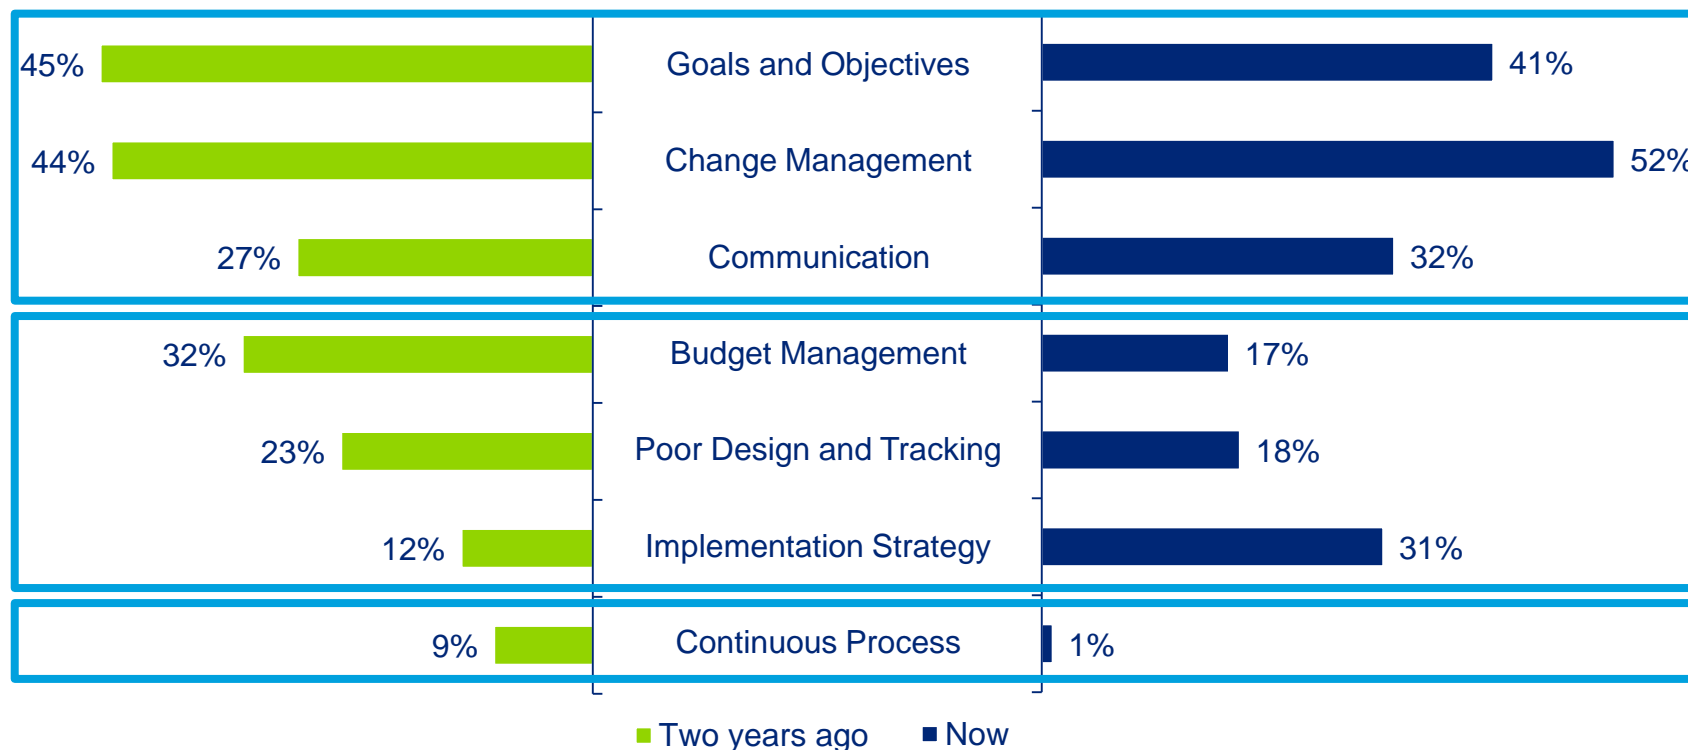 45% Goals and Objectives 41%
44% Change Management 52%
27% Communication 32%
32% Budget Management 17%
23% Poor Design and Tracking 18%
12% Implementation Strategy 31%
9% Continuous Process 1%
Two years ago Now